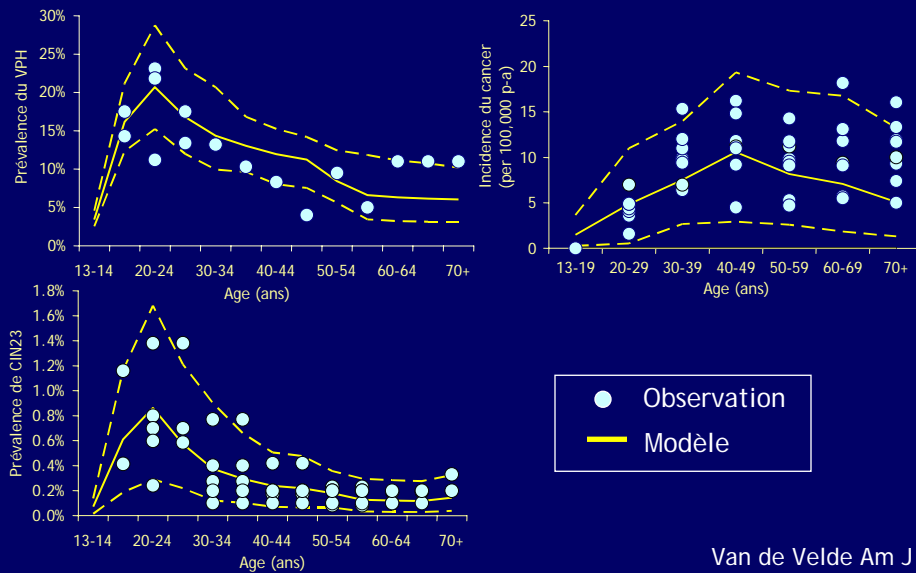 Prévalence du VPH
30%
25%
20%
15%
10%
5%
0%
13-14 20-24 30-34 40-44 50-54 60-64 70+
Age (ans)
Incidence du cancer
(per 100,000 p-a)
25
20
15
10
5
0
13-19 20-29 30-39 40-49 50-59 60-69 70+
Age (ans)
Prévalence de CIN23
1.8%
1.6%
1.4%
1.2%
1.0%
0.8%
0.6%
0.4%
0.2%
0.0%
13-14 20-24 30-34 40-44 50-54 60-64 70+
Age (ans)
Observation
Modèle
Van de Velde Am J